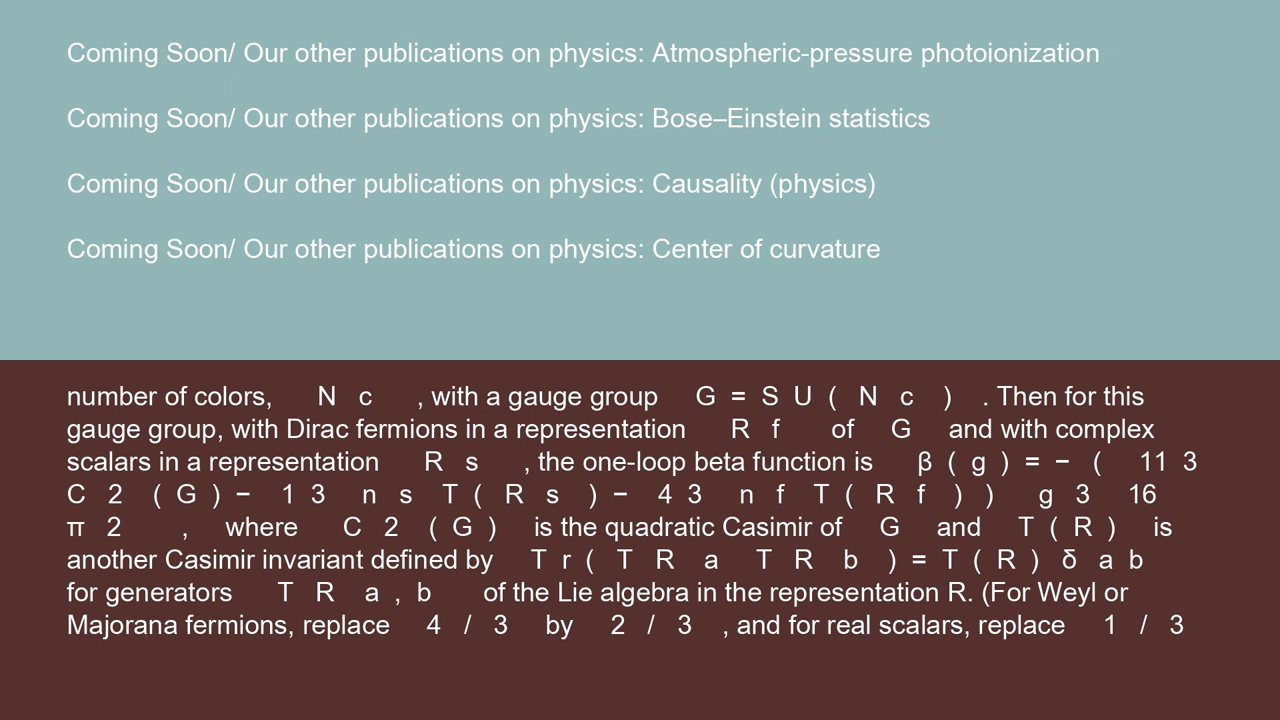 Coming Soon/ Our other publications on physics: Atmospheric-pressure photoionization
Coming Soon/ Our other publications on physics: Bose–Einstein statistics
Coming Soon/ Our other publications on physics: Causality (physics)
Coming Soon/ Our other publications on physics: Center of curvature
number of colors, N c , with a gauge group G = S U ( N c ) . Then for this
gauge group, with Dirac fermions in a representation R f of G and with complex
scalars in a representation R s , the one-loop beta function is β ( g ) = − ( 11 3
C 2 ( G ) − 1 3 n s T ( R s ) − 4 3 n f T ( R f ) ) g 3 16
π 2 , where C 2 ( G ) is the quadratic Casimir of G and T ( R ) is
another Casimir invariant defined by T r ( T R a T R b ) = T ( R ) δ a b
for generators T R a , b of the Lie algebra in the representation R. (For Weyl or
Majorana fermions, replace 4 / 3 by 2 / 3 , and for real scalars, replace 1 / 3